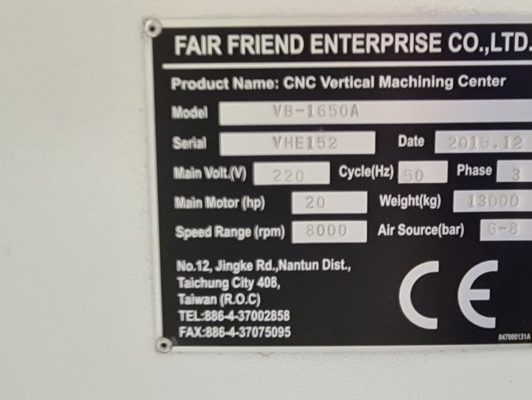 FAIR FRIEND ENTERPRISE CO.,LTD.
Product Name: CNC Vertical Machining Center
Model VB-1650A
Serial VHE152 Date 2015.12
Main Volt.(V) 220 Cycle(Hz) 50 Phase 3
Main Motor (hp) 20 Weight(kg) 13000
Speed Range (rpm) 8000 Air Source(bar) 6-8
No.12, Jingke Rd.,Nantun Dist.,
Taichung City 408,
Taiwan (R.O.C)
TEL:886-4-37002858
FAX:886-4-37075095
CE